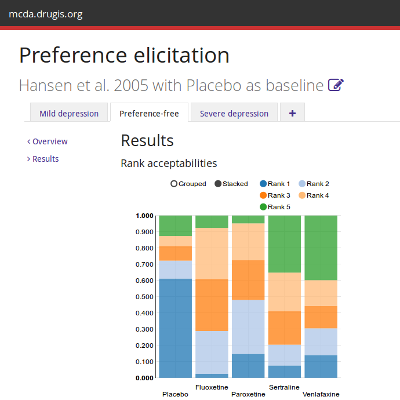 mcda.drugis.org
Preference elicitation
Hansen et al. 2005 with Placebo as baseline
Mild depression Preference-free Severe depression +
‹ Overview
Results
‹ Results
Rank acceptabilities
Grouped Stacked Rank 1 Rank 2
Rank 3 Rank 4
Rank 5
1.000
0.900
0.800
0.700
0.600
0.500
0.400
0.300
0.200
0.100
0.000
Fluoxetine Sertraline
Placebo Paroxetine Venlafaxine